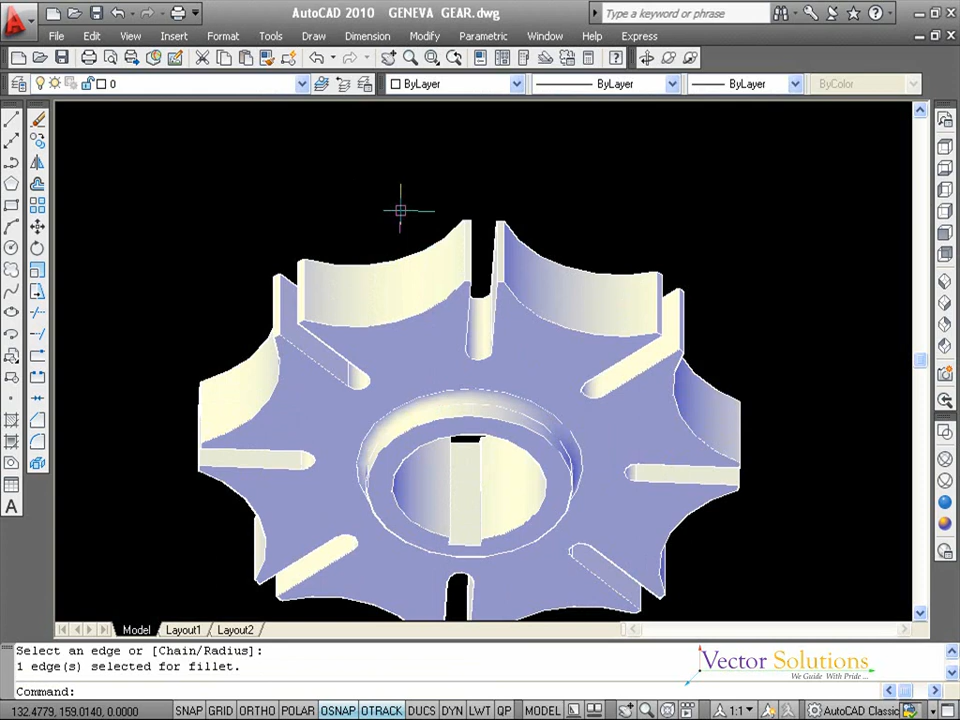 AutoCAD 2010 GENEVA GEAR.dwg
Type a keyword or phrase
File Edit View Insert Format Tools Draw Dimension Modify Parametric Window Help Express
0 ByLayer ByLayer ByLayer ByColor
A
Model Layout1 Layout2
Select an edge or [Chain/Radius]:
1 edge(s) selected for fillet.
Command:
Vector Solutions
We Guide With Pride ...
132.4779, 159.0140, 0.0000 SNAP GRID ORTHO POLAR OSNAP OTRACK DUCS DYN LWT QP MODEL 1:1 AutoCAD Classic